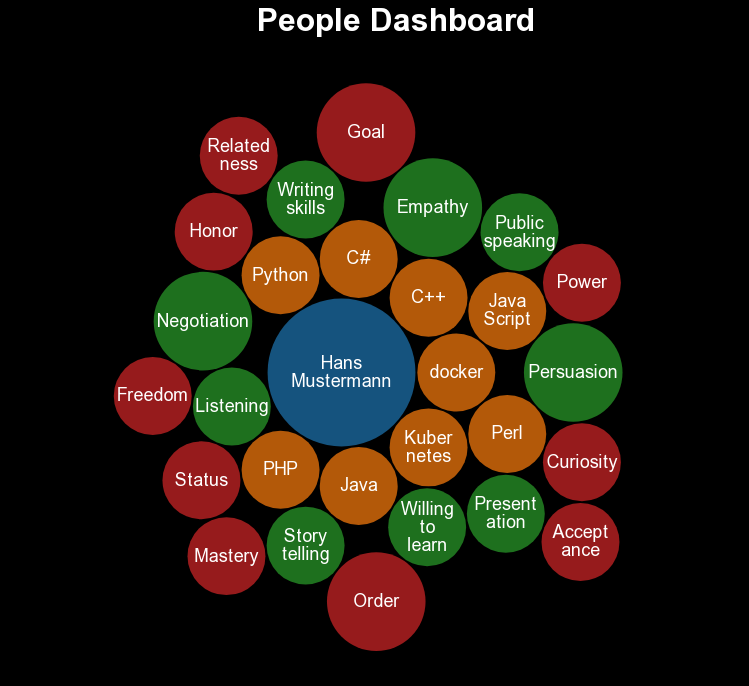 People Dashboard
Goal
Related
ness
Writing
skills
Empathy
Public
speaking
Honor
Python
C#
C++
Java
Script
Power
Negotiation
Hans
Mustermann
docker
Persuasion
Freedom
Listening
Kuber
netes
Perl
Curiosity
Status
PHP
Java
Willing
to
learn
Present
ation
Accept
ance
Mastery
Story
telling
Order